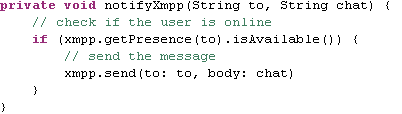 private void notifyXmpp(String to, String chat) {
    // check if the user is online
    if (xmpp.getPresence(to).isAvailable()) {
        // send the message
        xmpp.send(to: to, body: chat)
    }
}